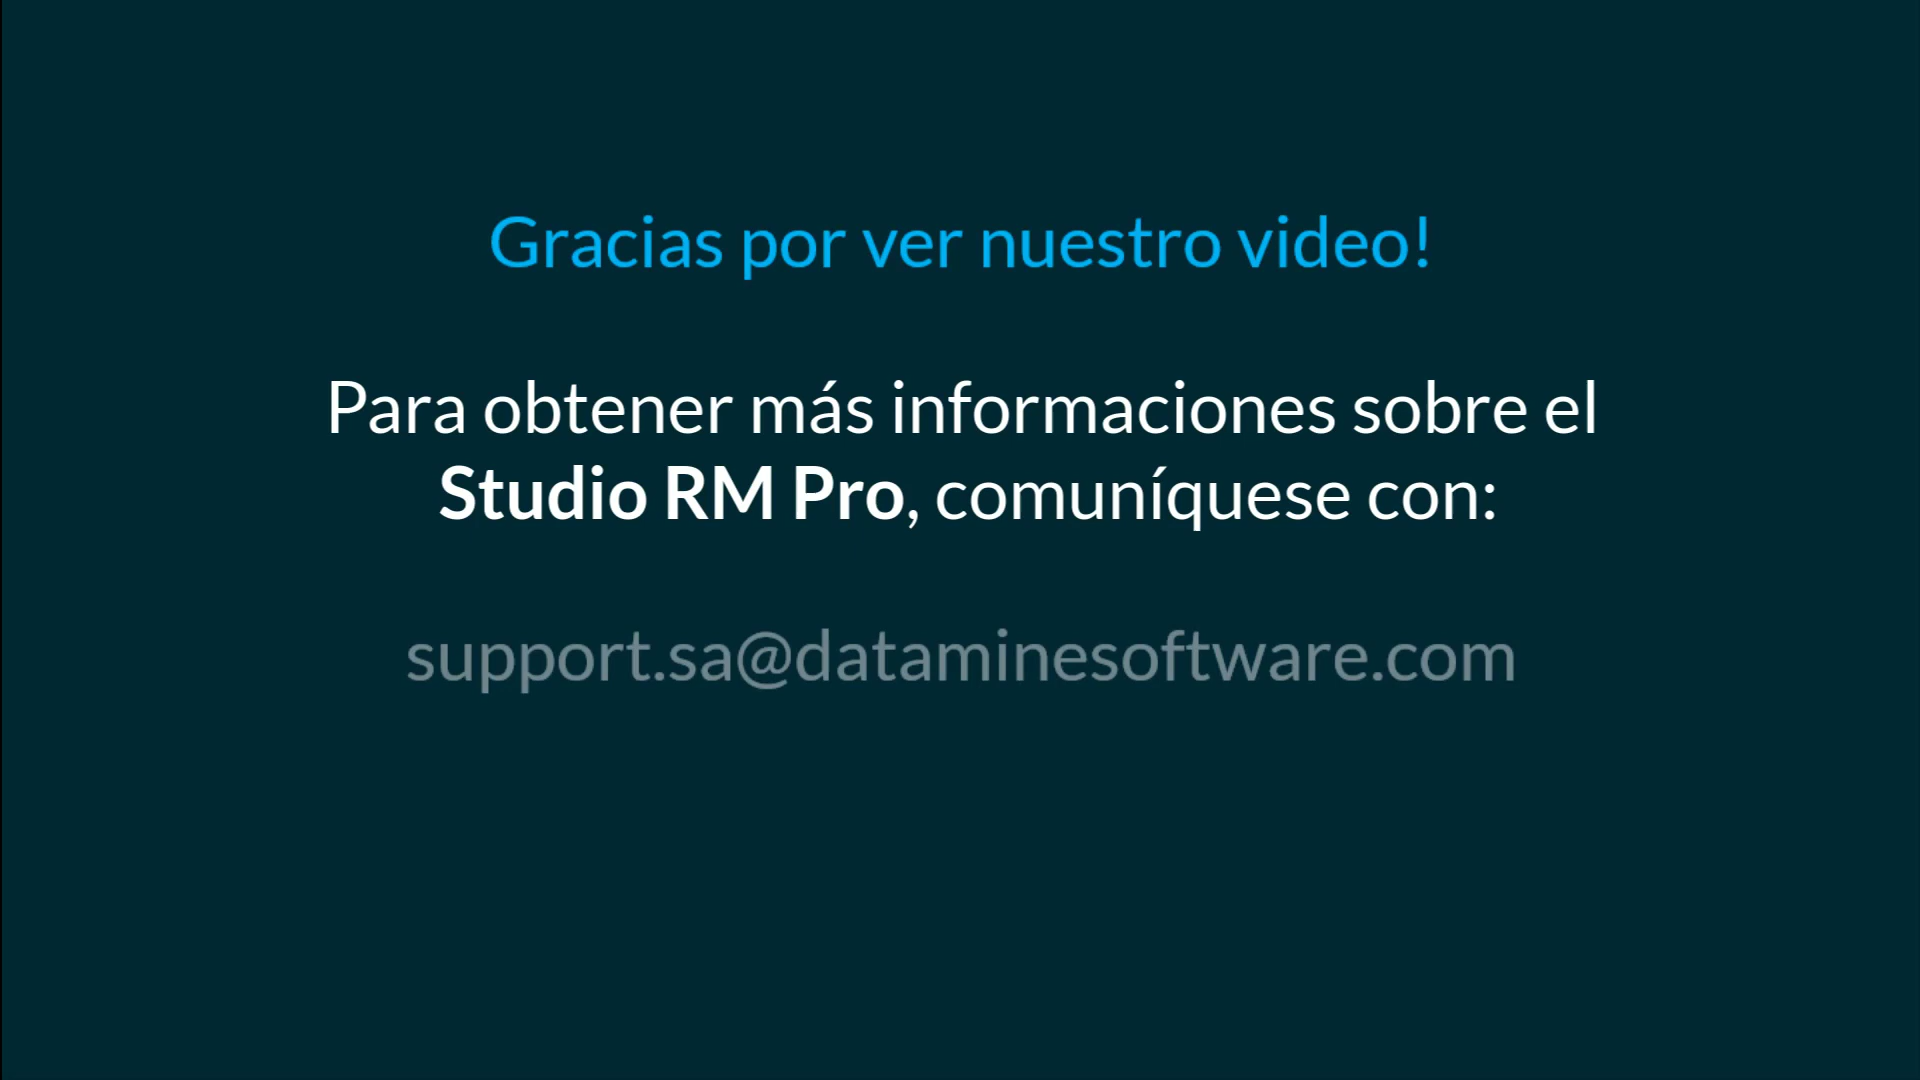 Gracias por ver nuestro video!
Para obtener más informaciones sobre el
Studio RM Pro, comuníquese con:
support.sa@dataminesoftware.com